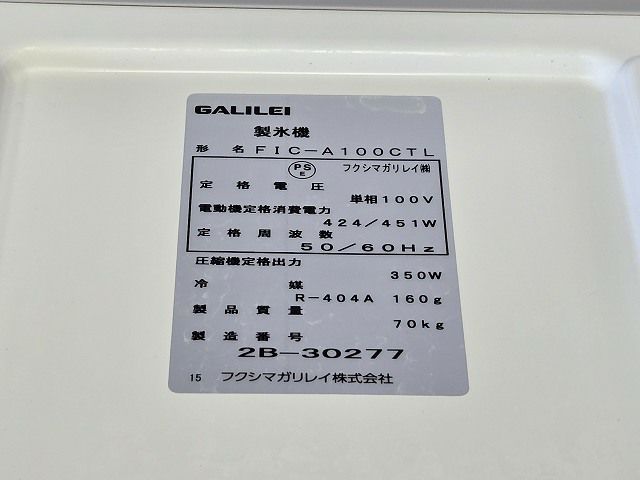 GALILEI
製氷機
形名 FIC-A100CTL
PS E フクシマガリレイ㈱
定格電圧 単相100V
電動機定格消費電力 424/451W
定格周波数 50/60Hz
圧縮機定格出力 350W
冷媒 R-404A 160g
製品質量 70kg
製造番号
2B-30277
15 フクシマガリレイ株式会社